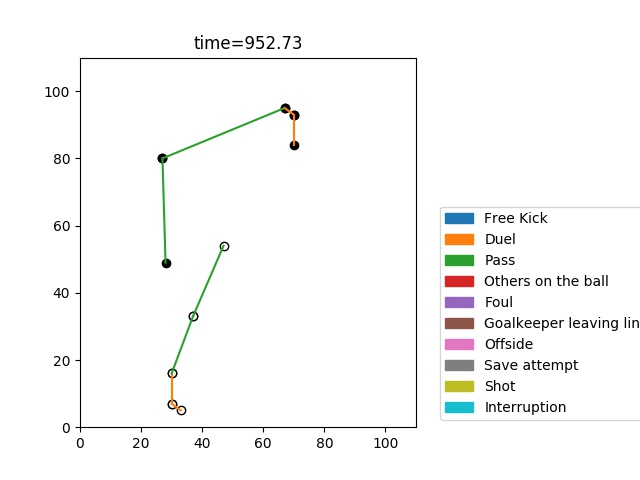 time=952.73
100
80
60
40
20
0
0 20 40 60 80 100
Free Kick
Duel
Pass
Others on the ball
Foul
Goalkeeper leaving lin
Offside
Save attempt
Shot
Interruption